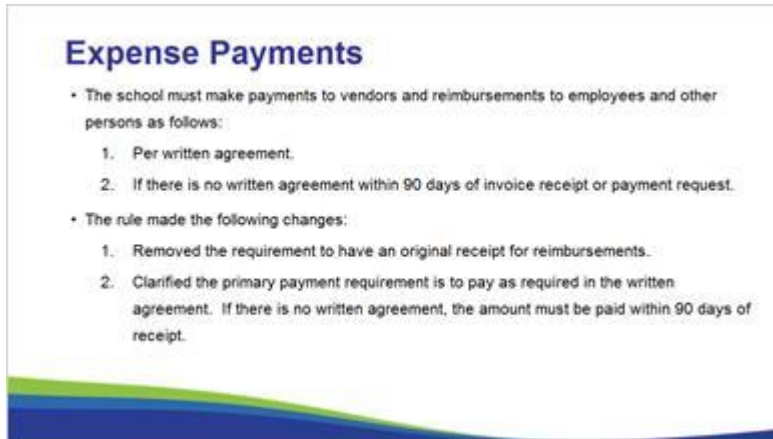 Expense Payments
• The school must make payments to vendors and reimbursements to employees and other
persons as follows:
1. Per written agreement.
2. If there is no written agreement within 90 days of invoice receipt or payment request.
• The rule made the following changes:
1. Removed the requirement to have an original receipt for reimbursements.
2. Clarified the primary payment requirement is to pay as required in the written
agreement. If there is no written agreement, the amount must be paid within 90 days of
receipt.